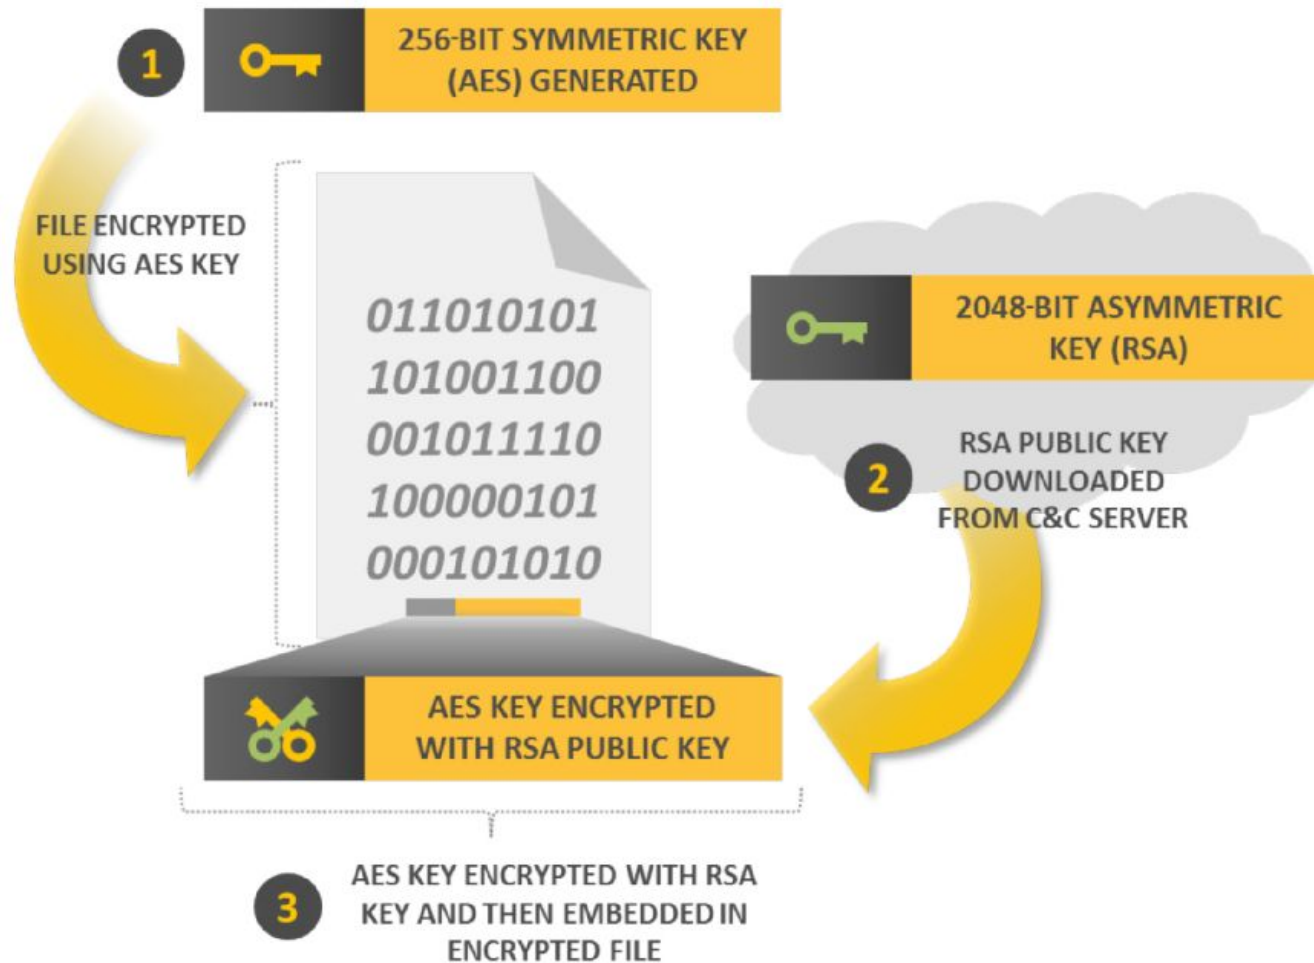 1
256-BIT SYMMETRIC KEY
(AES) GENERATED
FILE ENCRYPTED
USING AES KEY
011010101
101001100
001011110
100000101
000101010
2048-BIT ASYMMETRIC
KEY (RSA)
2
RSA PUBLIC KEY
DOWNLOADED
FROM C&C SERVER
AES KEY ENCRYPTED
WITH RSA PUBLIC KEY
3
AES KEY ENCRYPTED WITH RSA
KEY AND THEN EMBEDDED IN
ENCRYPTED FILE